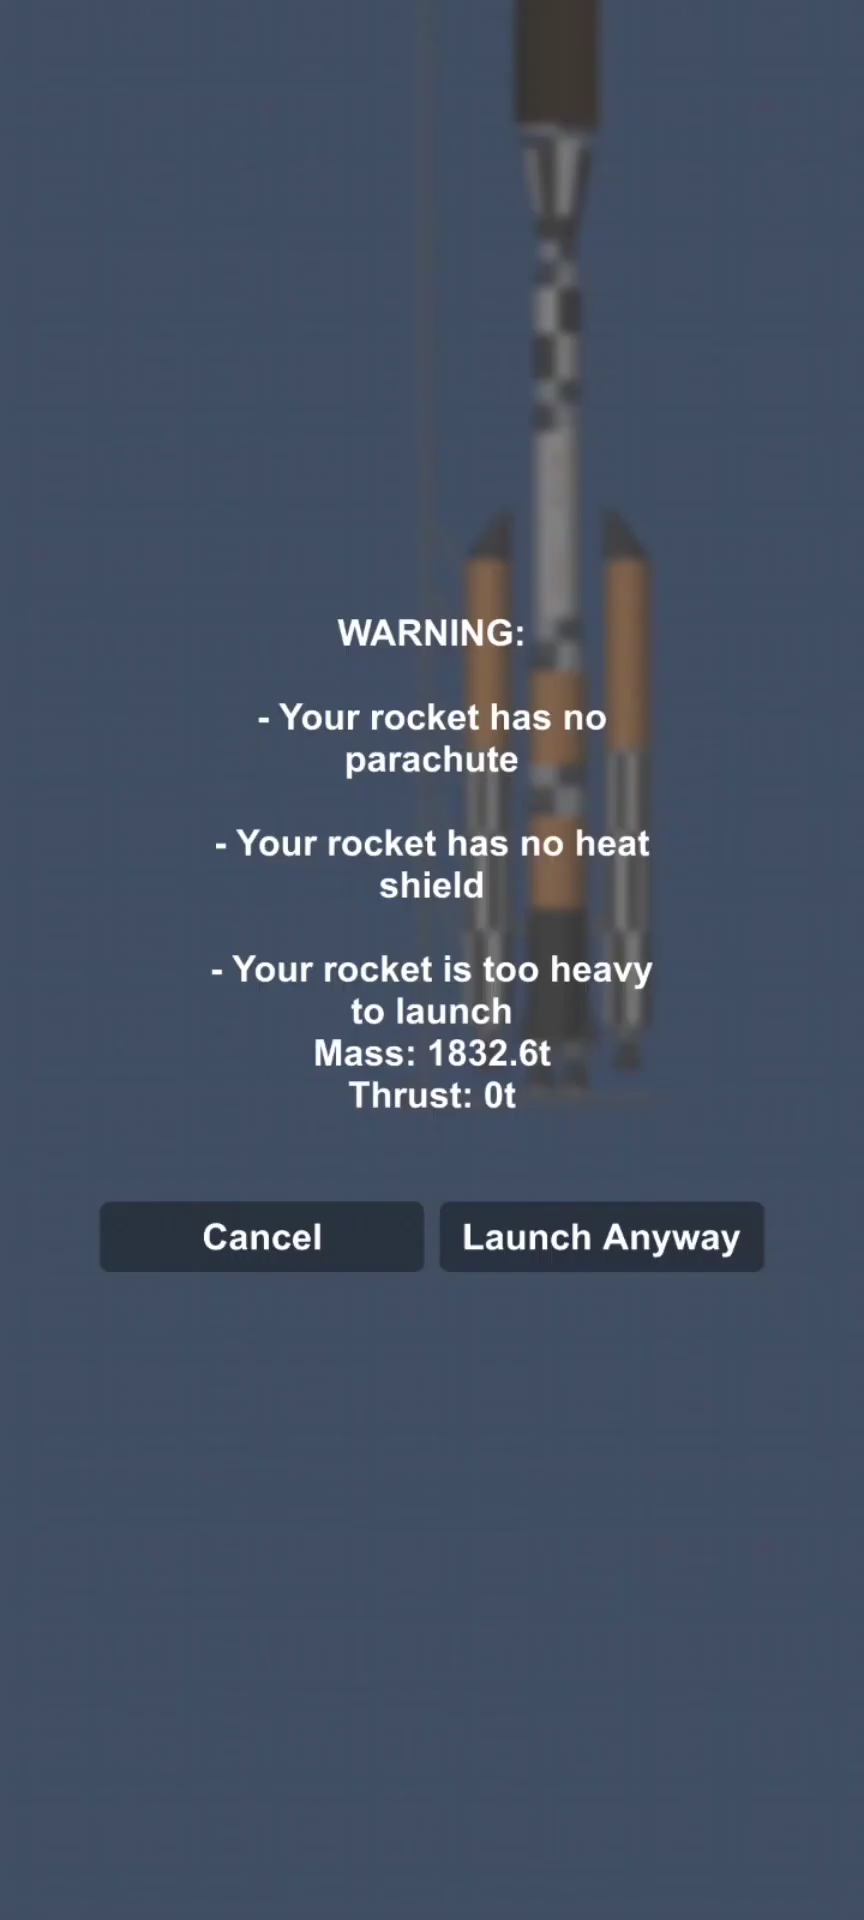 WARNING:
- Your rocket has no
parachute
- Your rocket has no heat
shield
- Your rocket is too heavy
to launch
Mass: 1832.6t
Thrust: 0t
Cancel
Launch Anyway